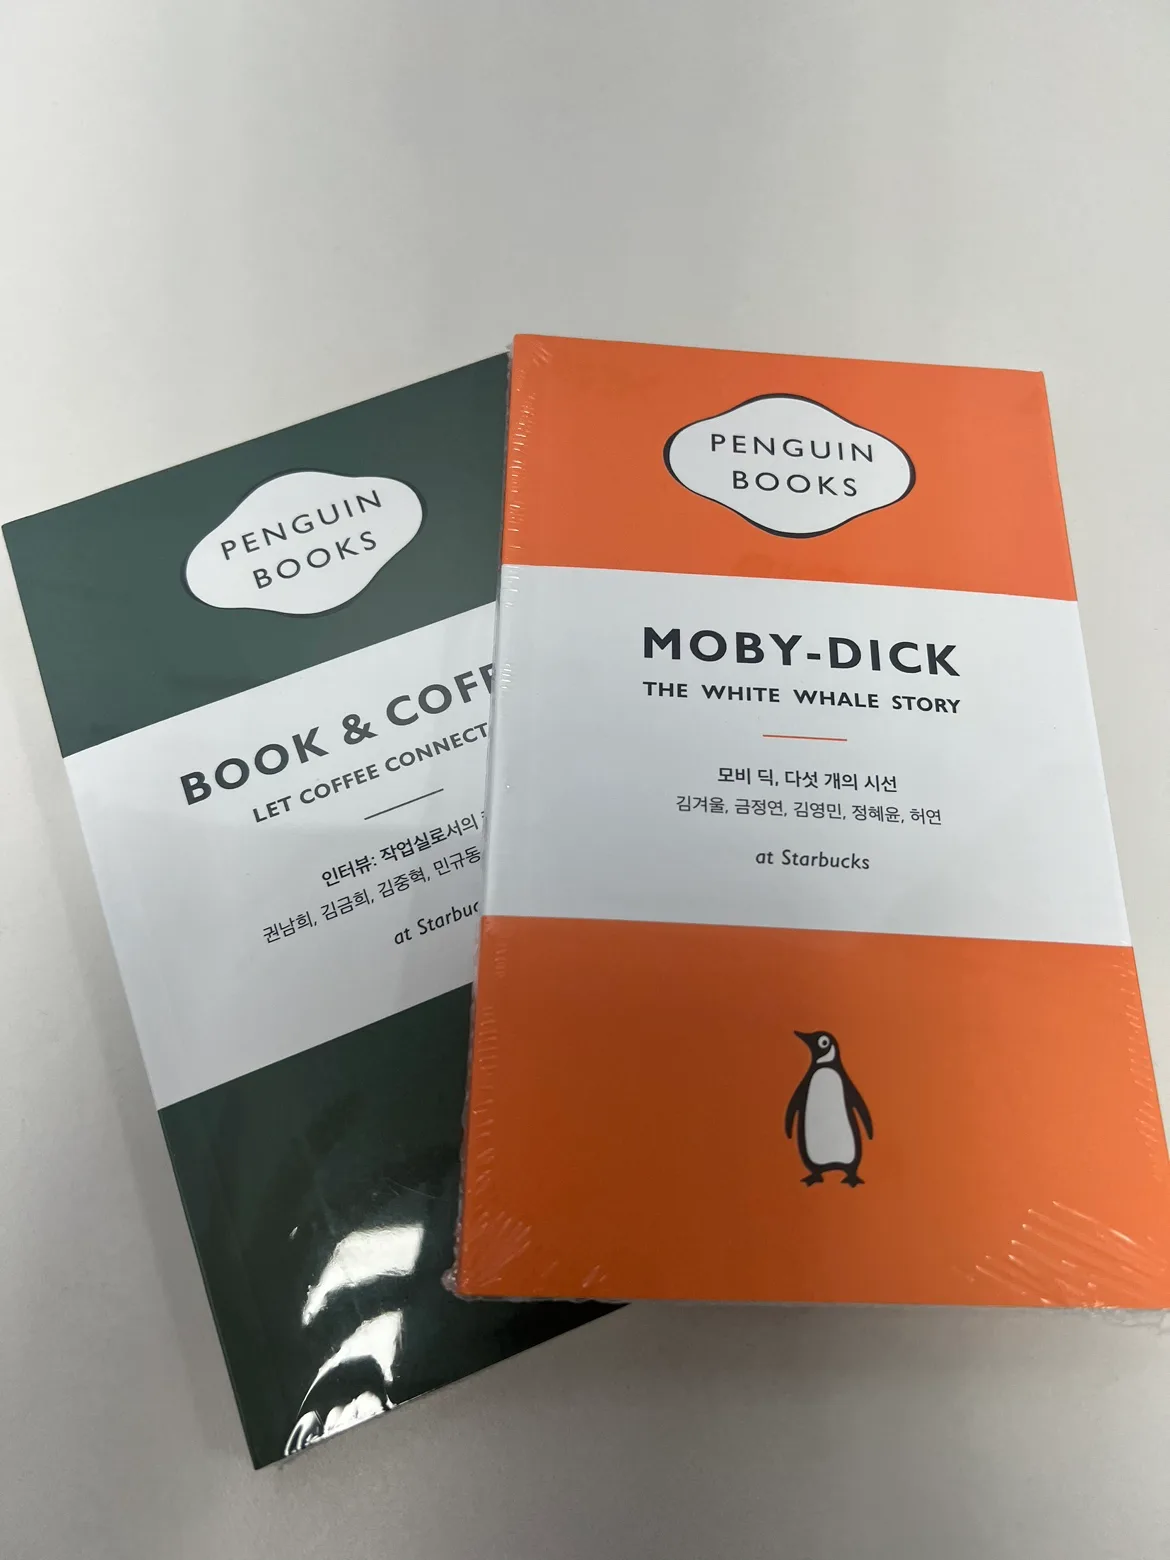 PENGUIN
BOOKS
BOOK &
LET COFFEE CONNECT
인터뷰: 작업실로서의
권남희, 김금희, 김중혁, 민규동
at
PENGUIN
BOOKS
MOBY-DICK
THE WHITE WHALE STORY
모비 딕, 다섯 개의 시선
김겨울, 금정연, 김영민, 정혜윤, 허연
at Starbucks